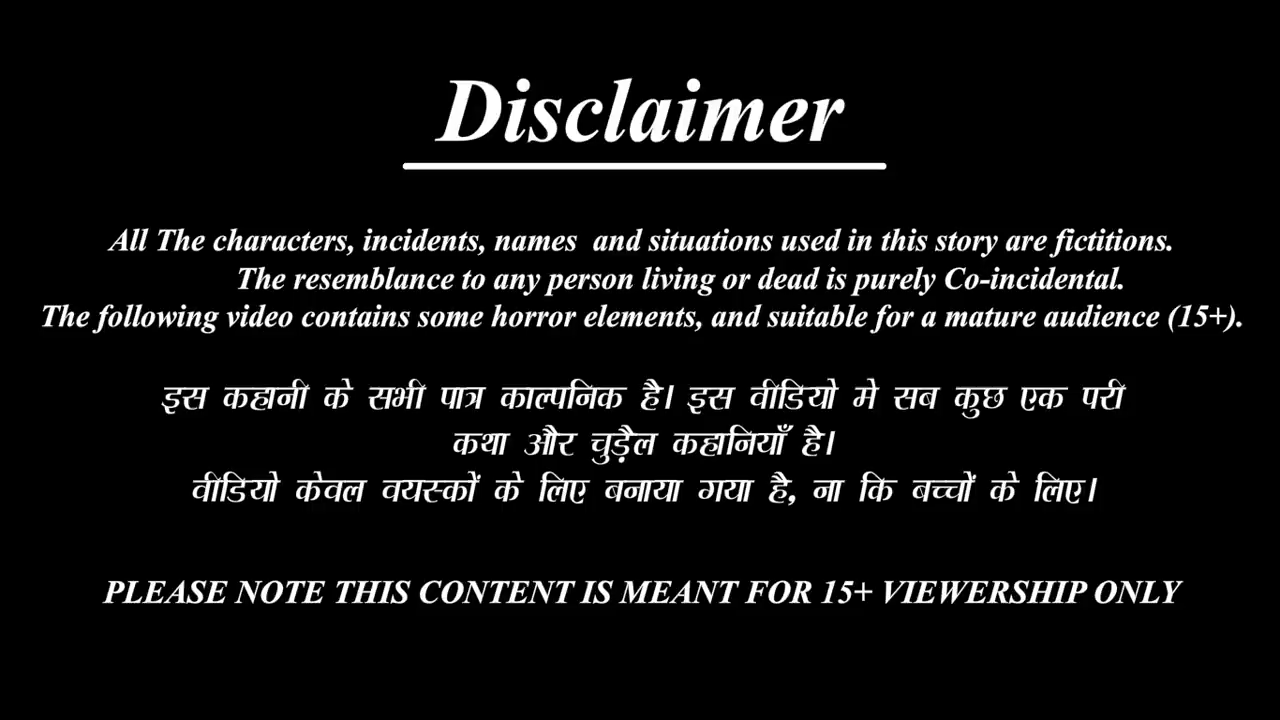 Disclaimer
All The characters, incidents, names and situations used in this story are fictitions.
The resemblance to any person living or dead is purely Co-incidental.
The following video contains some horror elements, and suitable for a mature audience (15+).
इस कहानी के सभी पात्र काल्पनिक है। इस वीडियो मे सब कुछ एक परी
कथा और चुड़ैल कहानियाँ है।
वीडियो केवल वयस्कों के लिए बनाया गया है, ना कि बच्चों के लिए।
PLEASE NOTE THIS CONTENT IS MEANT FOR 15+ VIEWERSHIP ONLY